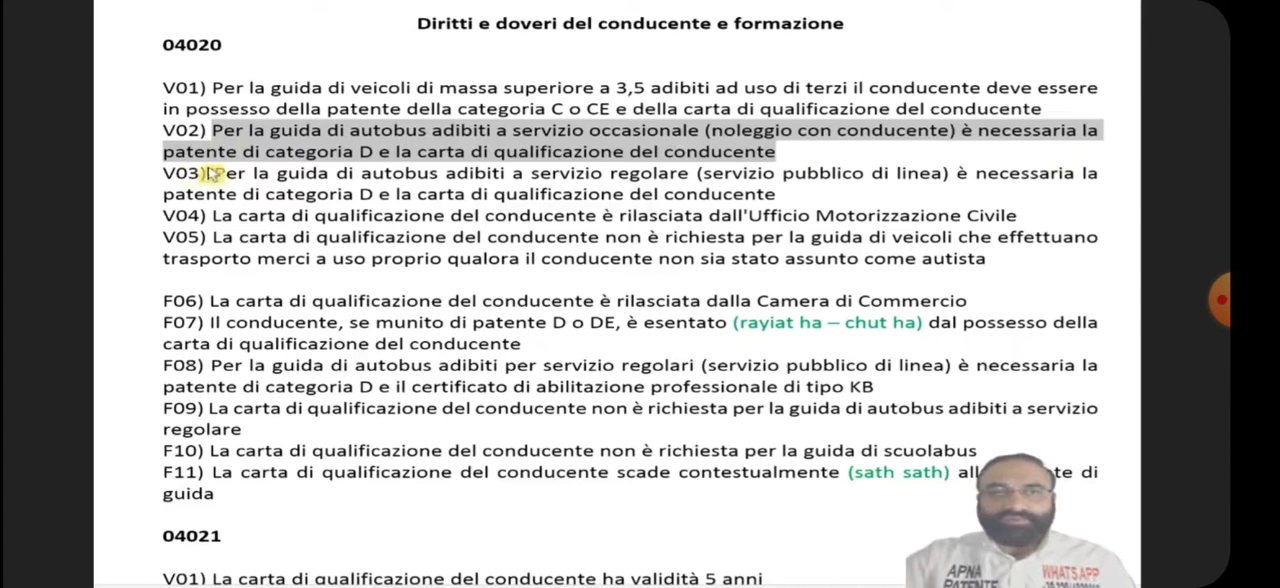 Diritti e doveri del conducente e formazione
04020
V01) Per la guida di veicoli di massa superiore a 3,5 adibiti ad uso di terzi il conducente deve essere
in possesso della patente della categoria C o CE e della carta di qualificazione del conducente
V02) Per la guida di autobus adibiti a servizio occasionale (noleggio con conducente) è necessaria la
patente di categoria D e la carta di qualificazione del conducente
V03) Per la guida di autobus adibiti a servizio regolare (servizio pubblico di linea) è necessaria la
patente di categoria D e la carta di qualificazione del conducente
V04) La carta di qualificazione del conducente è rilasciata dall'Ufficio Motorizzazione Civile
V05) La carta di qualificazione del conducente non è richiesta per la guida di veicoli che effettuano
trasporto merci a uso proprio qualora il conducente non sia stato assunto come autista
F06) La carta di qualificazione del conducente è rilasciata dalla Camera di Commercio
F07) Il conducente, se munito di patente D o DE, è esentato (rayiat ha – chut ha) dal possesso della
carta di qualificazione del conducente
F08) Per la guida di autobus adibiti per servizio regolari (servizio pubblico di linea) è necessaria la
patente di categoria D e il certificato di abilitazione professionale di tipo KB
F09) La carta di qualificazione del conducente non è richiesta per la guida di autobus adibiti a servizio
regolare
F10) La carta di qualificazione del conducente non è richiesta per la guida di scuolabus
F11) La carta di qualificazione del conducente scade contestualmente (sath sath) di
guida
04021
V01) La carta di qualificazione del conducente ha validità 5 anni
APNA WHATSAPP
PATENTE